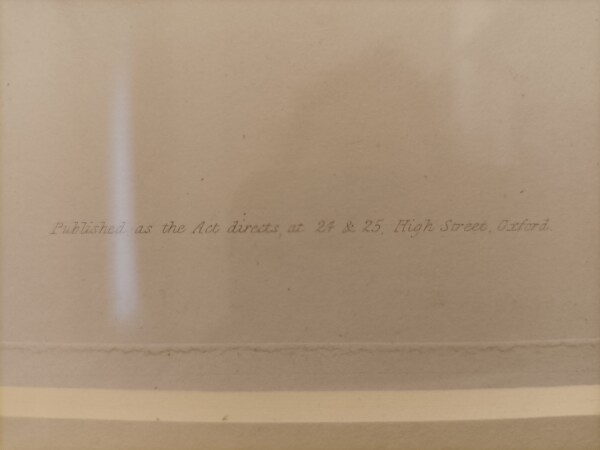 Published as the Act directs, at 24 & 25, High Street, Oxford.